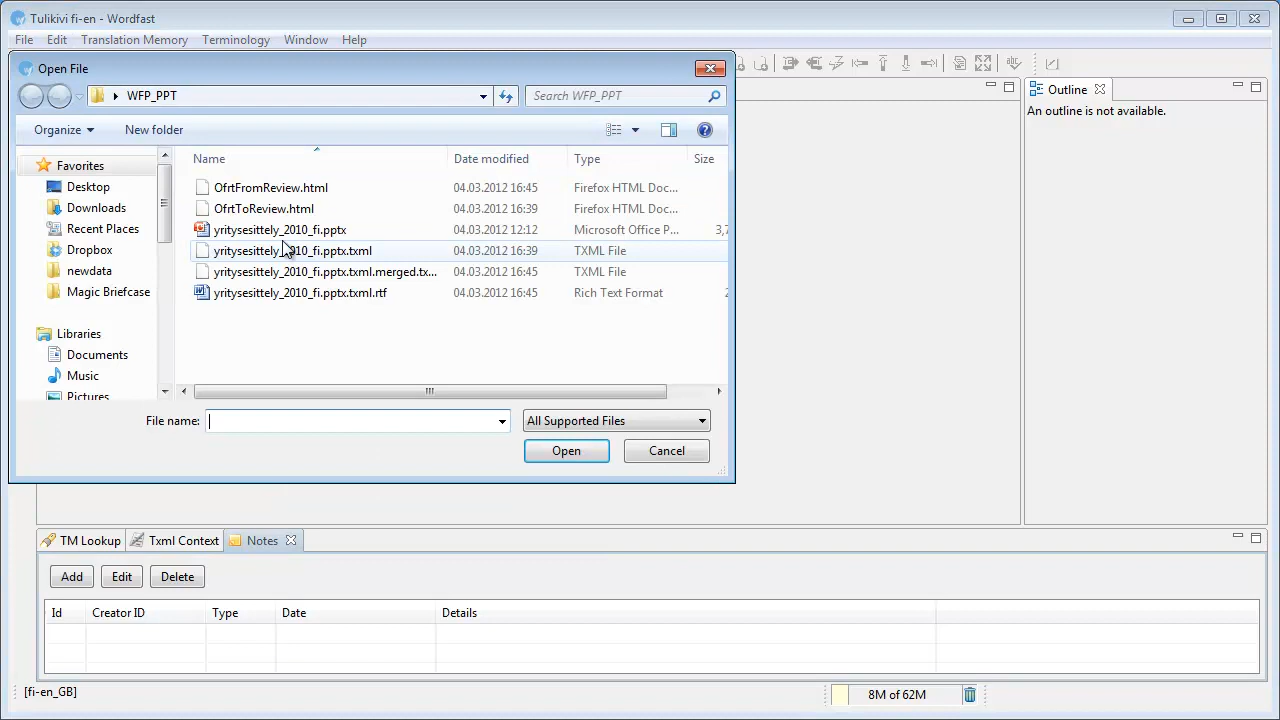 Tulikivi fi-en - Wordfast
File Edit Translation Memory Terminology Window Help
Open File
WFP_PPT
Search WFP_PPT
Organize New folder
Favorites
Desktop
Downloads
Recent Places
Dropbox
newdata
Magic Briefcase
Libraries
Documents
Music
Pictures
Name Date modified Type Size
OfrtFromReview.html 04.03.2012 16:45 Firefox HTML Doc...
OfrtToReview.html 04.03.2012 16:39 Firefox HTML Doc...
yritysesittely_2010_fi.pptx 04.03.2012 12:12 Microsoft Office P... 3,7
yritysesittely_2010_fi.pptx.txml 04.03.2012 16:39 TXML File
yritysesittely_2010_fi.pptx.txml.merged.tx... 04.03.2012 16:45 TXML File
yritysesittely_2010_fi.pptx.txml.rtf 04.03.2012 16:45 Rich Text Format 2
File name: All Supported Files
Open Cancel
Outline
An outline is not available.
TM Lookup Txml Context Notes
Add Edit Delete
Id Creator ID Type Date Details
[fi-en_GB] 8M of 62M